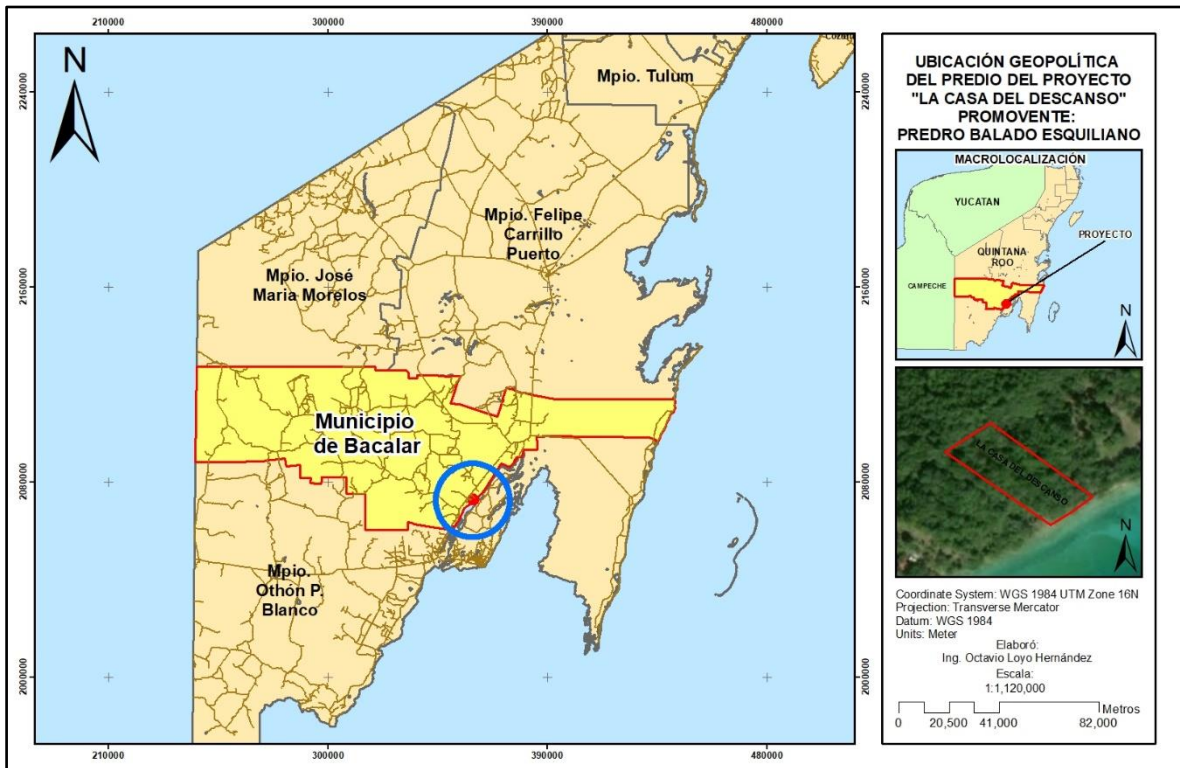 210000
300000
390000
480000
2240000
2160000
2080000
2000000
N
Mpio. Tulum
Mpio. Felipe
Carrillo
Puerto
Mpio. José
Maria Morelos
Municipio
de Bacalar
Mpio.
Othón P.
Blanco
2240000
2160000
2080000
2000000
210000
300000
390000
480000
UBICACIÓN GEOPOLÍTICA
DEL PREDIO DEL PROYECTO
"LA CASA DEL DESCANSO"
PROMOVENTE:
PREDRO BALADO ESQUILIANO
MACROLOCALIZACIÓN
YUCATAN
PROYECTO
QUINTANA
ROO
CAMPECHE
N
LA CASA DEL DESCANSO
N
Coordinate System: WGS 1984 UTM Zone 16N
Projection: Transverse Mercator
Datum: WGS 1984
Units: Meter
Elaboró:
Ing. Octavio Loyo Hernández
Escala:
1:1,120,000
Metros
0 20,500 41,000 82,000